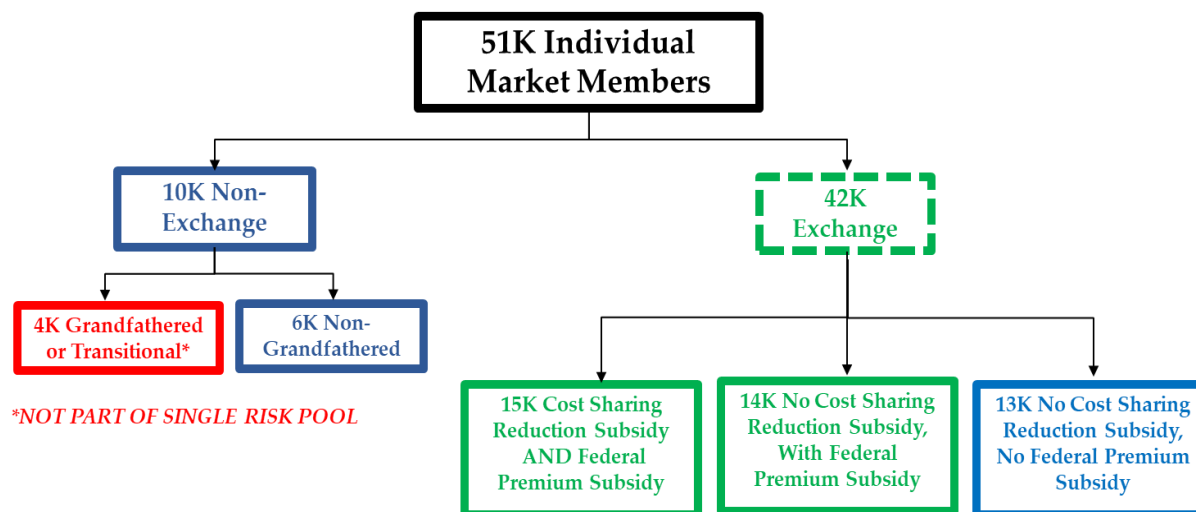 51K Individual
Market Members
10K Non-
Exchange
42K
Exchange
4K Grandfathered
or Transitional*
6K Non-
Grandfathered
*NOT PART OF SINGLE RISK POOL
15K Cost Sharing
Reduction Subsidy
AND Federal
Premium Subsidy
14K No Cost Sharing
Reduction Subsidy,
With Federal
Premium Subsidy
13K No Cost Sharing
Reduction Subsidy,
No Federal Premium
Subsidy